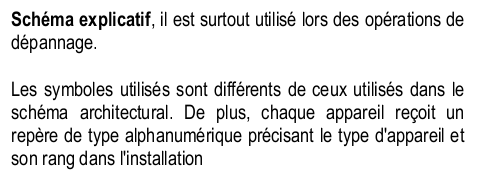 Schéma explicatif, il est surtout utilisé lors des opérations de
dépannage.
Les symboles utilisés sont différents de ceux utilisés dans le
schéma architectural. De plus, chaque appareil reçoit un
repère de type alphanumérique précisant le type d'appareil et
son rang dans l'installation